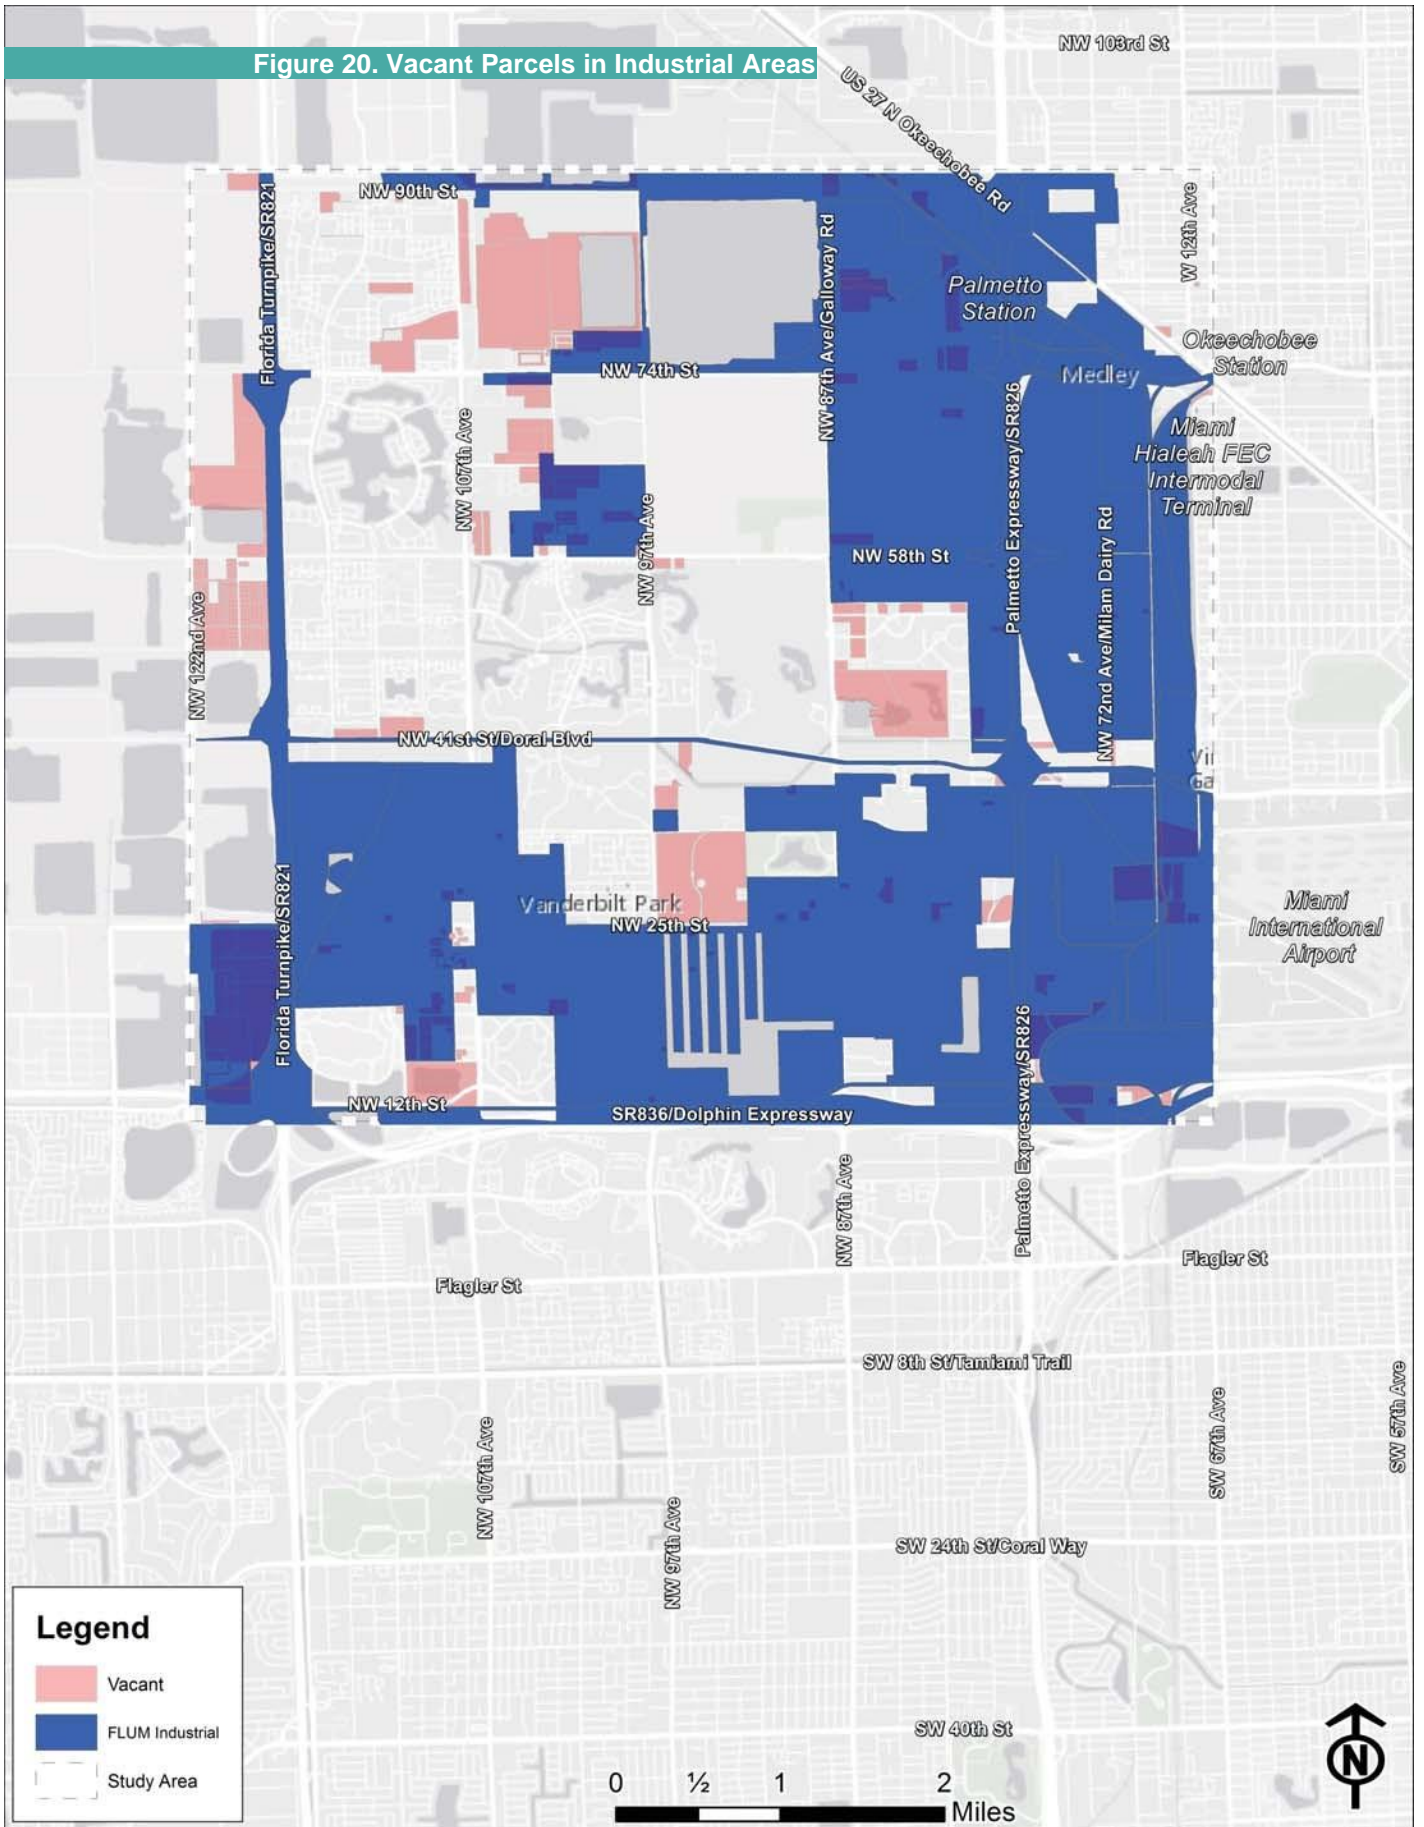 NW 103rd St
Figure 20. Vacant Parcels in Industrial Areas
US 27 N Okeechobee Rd
NW 90th St
Florida Turnpike/SR821
NW 87th Ave/Galloway Rd
W 12th Ave
Palmetto
Station
Okeechobee
Station
NW 74th St
Medley
Palmetto Expressway/SR826
NW 107th Ave
Miami
Hialeah FEC
Intermodal
Terminal
NW 97th Ave
NW 72nd Ave/Milam Dairy Rd
NW 58th St
NW 122nd Ave
NW 41st St/Doral Blvd
Vir
Ga
Florida Turnpike/SR821
Vanderbilt Park
NW 25th St
Miami
International
Airport
Palmetto Expressway/SR826
NW 12th St
SR836/Dolphin Expressway
NW 87th Ave
Flagler St
Flagler St
SW 8th St/Tamiami Trail
SW 57th Ave
SW 67th Ave
NW 107th Ave
NW 97th Ave
SW 24th St/Coral Way
Legend
Vacant
FLUM Industrial
Study Area
SW 40th St
0 ½ 1 2
Miles
N